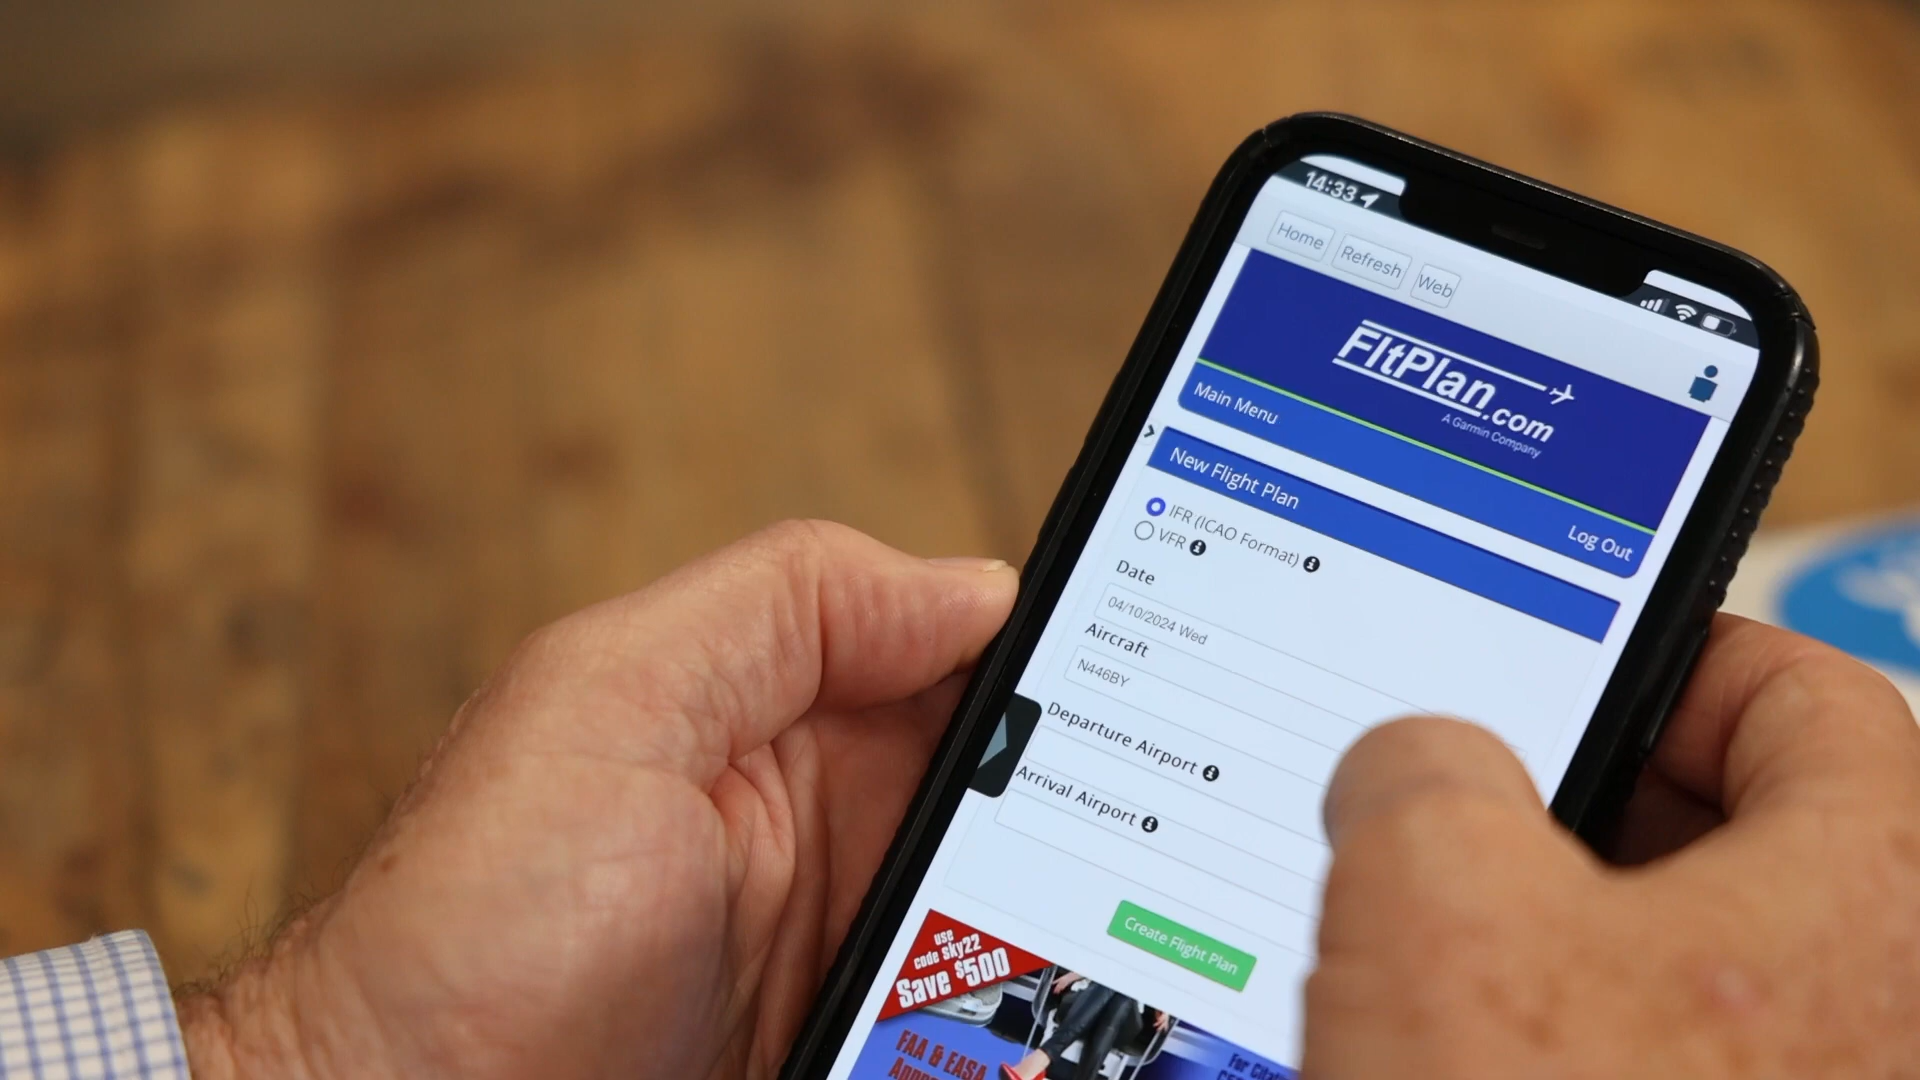 14:33
Home Refresh Web
FltPlan.com
A Garmin Company
Main Menu
Log Out
New Flight Plan
IFR (ICAO Format)
VFR
Date
04/10/2024 Wed
Aircraft
N446BY
Departure Airport
Arrival Airport
Create Flight Plan
use
code sky22
Save $500
FAA & EASA
For